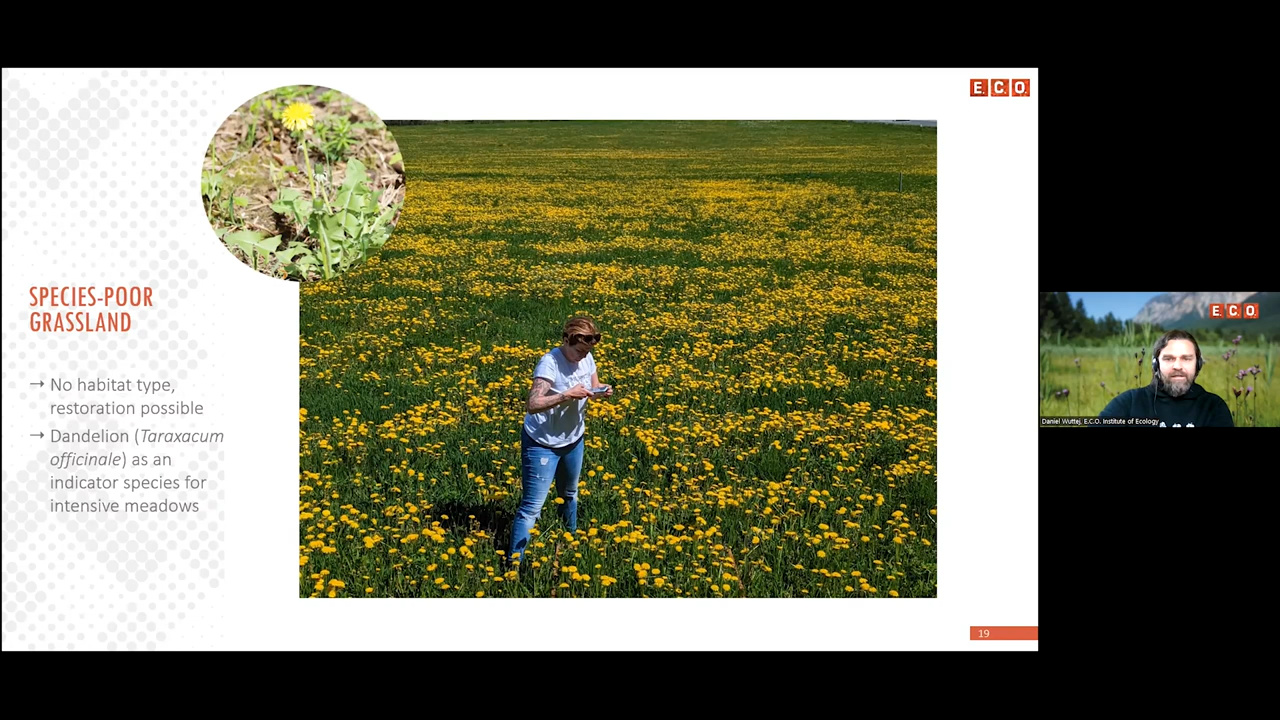 E.C.O.
SPECIES-POOR
GRASSLAND
→ No habitat type,
restoration possible
→ Dandelion (Taraxacum
officinale) as an
indicator species for
intensive meadows
19
E.C.O.
Daniel Wuttej, E.C.O. Institute of Ecology